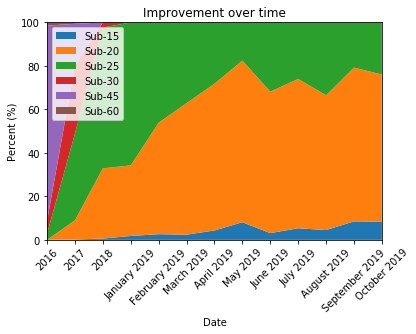 Improvement over time
Sub-15
Sub-20
Sub-25
Sub-30
Sub-45
Sub-60
Percent (%)
100
80
60
40
20
0
2016
2017
2018
January 2019
February 2019
March 2019
April 2019
May 2019
June 2019
July 2019
August 2019
September 2019
October 2019
Date